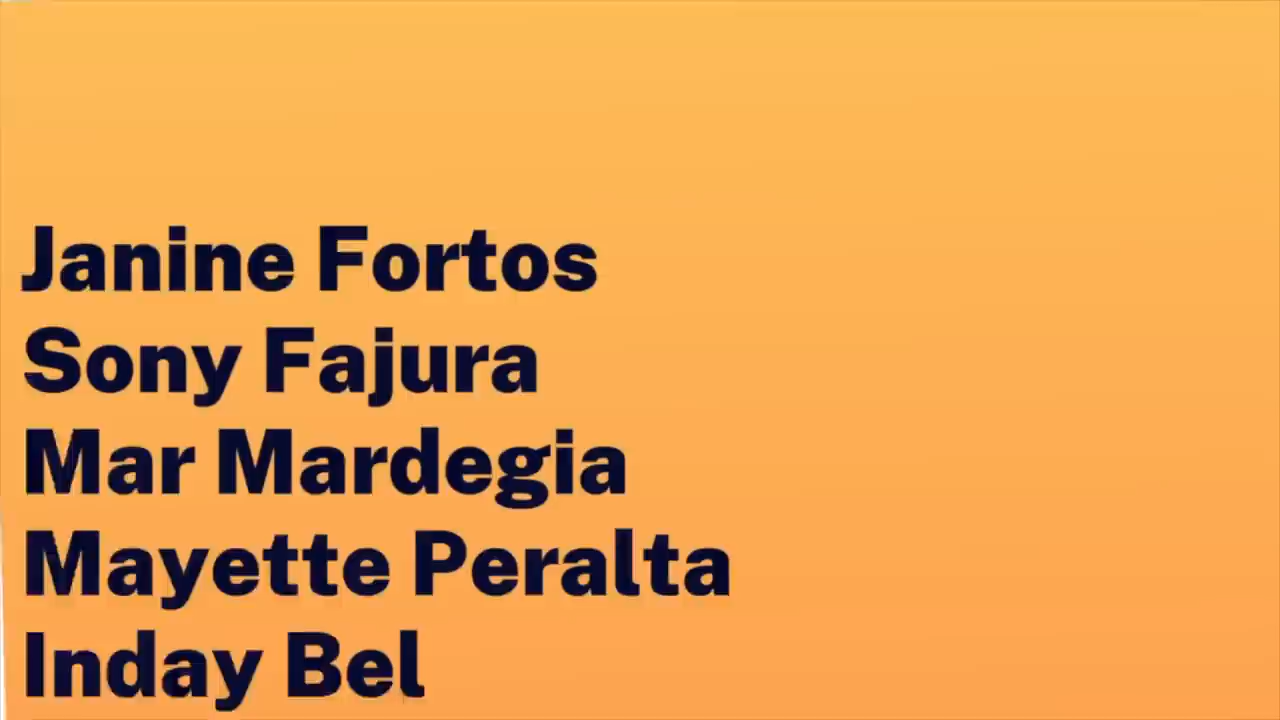 Janine Fortos
Sony Fajura
Mar Mardegia
Mayette Peralta
Inday Bel